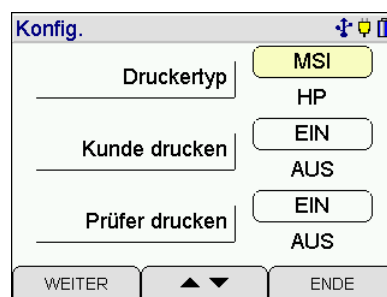 Konfig.
Druckertyp
MSI
HP
Kunde drucken
EIN
AUS
Prüfer drucken
EIN
AUS
WEITER
ENDE